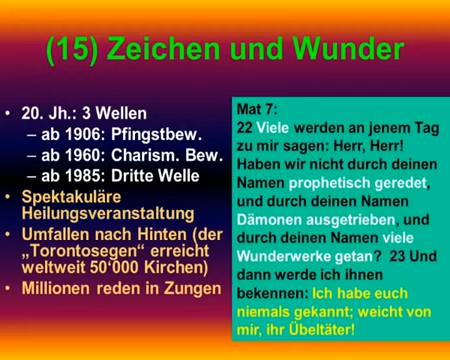 (15) Zeichen und Wunder
• 20. Jh.: 3 Wellen
– ab 1906: Pfingstbew.
– ab 1960: Charism. Bew.
– ab 1985: Dritte Welle
• Spektakuläre
Heilungsveranstaltung
• Umfallen nach Hinten (der
„Torontosegen“ erreicht
weltweit 50‘000 Kirchen)
• Millionen reden in Zungen
Mat 7:
22 Viele werden an jenem Tag
zu mir sagen: Herr, Herr!
Haben wir nicht durch deinen
Namen prophetisch geredet,
und durch deinen Namen
Dämonen ausgetrieben, und
durch deinen Namen viele
Wunderwerke getan? 23 Und
dann werde ich ihnen
bekennen: Ich habe euch
niemals gekannt; weicht von
mir, ihr Übeltäter!